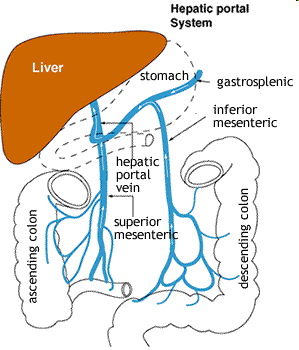 Hepatic portal
System
Liver
stomach
gastrosplenic
inferior
mesenteric
hepatic
portal
vein
superior
mesenteric
ascending colon
descending colon